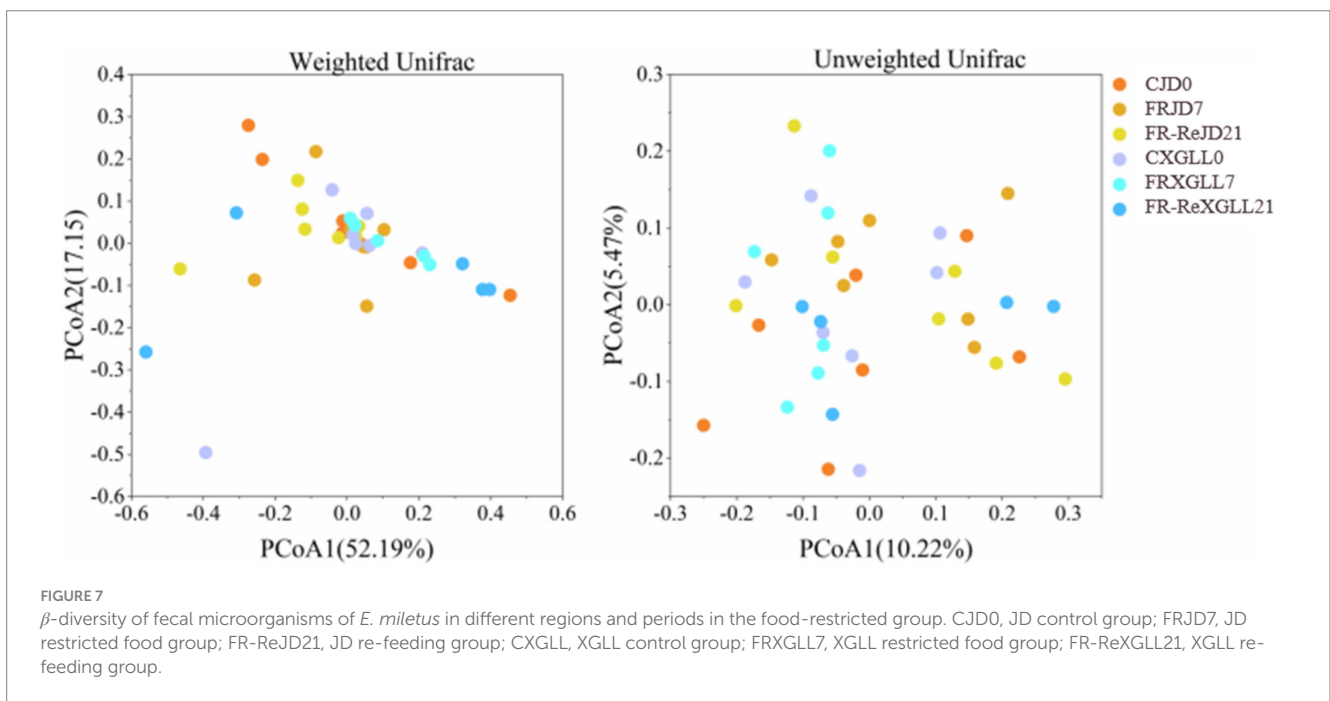 Weighted Unifrac
0.4
0.3
0.2
0.1
0.0
-0.1
-0.2
-0.3
-0.4
-0.5
-0.6
PCoA2(17.15)
-0.6
-0.4
-0.2
0.0
0.2
0.4
0.6
PCoA1(52.19%)
Unweighted Unifrac
0.3
0.2
0.1
0.0
-0.1
-0.2
PCoA2(5.47%)
-0.3
-0.2
-0.1
0.0
0.1
0.2
0.3
PCoA1(10.22%)
CJD0
FRJD7
FR-ReJD21
CXGLL0
FRXGLL7
FR-ReXGLL21
FIGURE 7
β-diversity of fecal microorganisms of E. miletus in different regions and periods in the food-restricted group. CJD0, JD control group; FRJD7, JD
restricted food group; FR-ReJD21, JD re-feeding group; CXGLL, XGLL control group; FRXGLL7, XGLL restricted food group; FR-ReXGLL21, XGLL re-
feeding group.